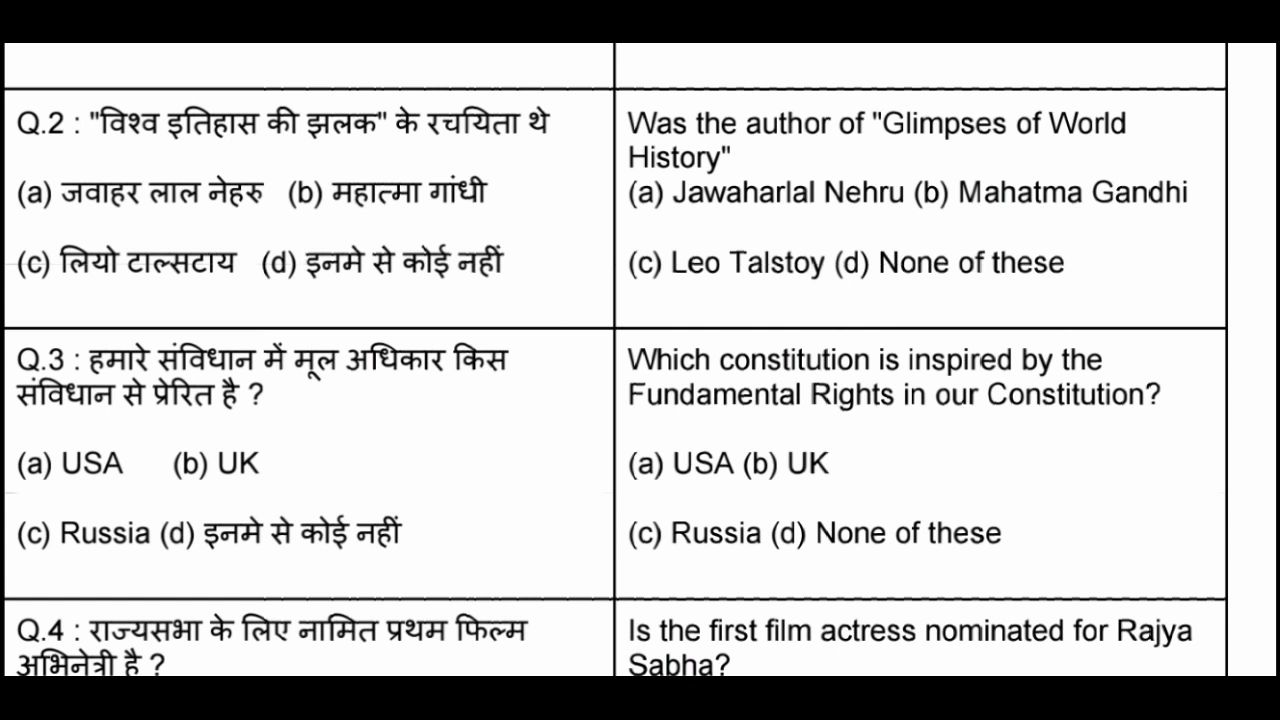 Q.2 : "विश्व इतिहास की झलक" के रचयिता थे
(a) जवाहर लाल नेहरु (b) महात्मा गांधी
(c) लियो टाल्सटाय (d) इनमे से कोई नहीं
Was the author of "Glimpses of World
History"
(a) Jawaharlal Nehru (b) Mahatma Gandhi
(c) Leo Talstoy (d) None of these
Q.3 : हमारे संविधान में मूल अधिकार किस
संविधान से प्रेरित है ?
(a) USA (b) UK
(c) Russia (d) इनमे से कोई नहीं
Which constitution is inspired by the
Fundamental Rights in our Constitution?
(a) USA (b) UK
(c) Russia (d) None of these
Q.4 : राज्यसभा के लिए नामित प्रथम फिल्म
अभिनेत्री है ?
Is the first film actress nominated for Rajya
Sabha?